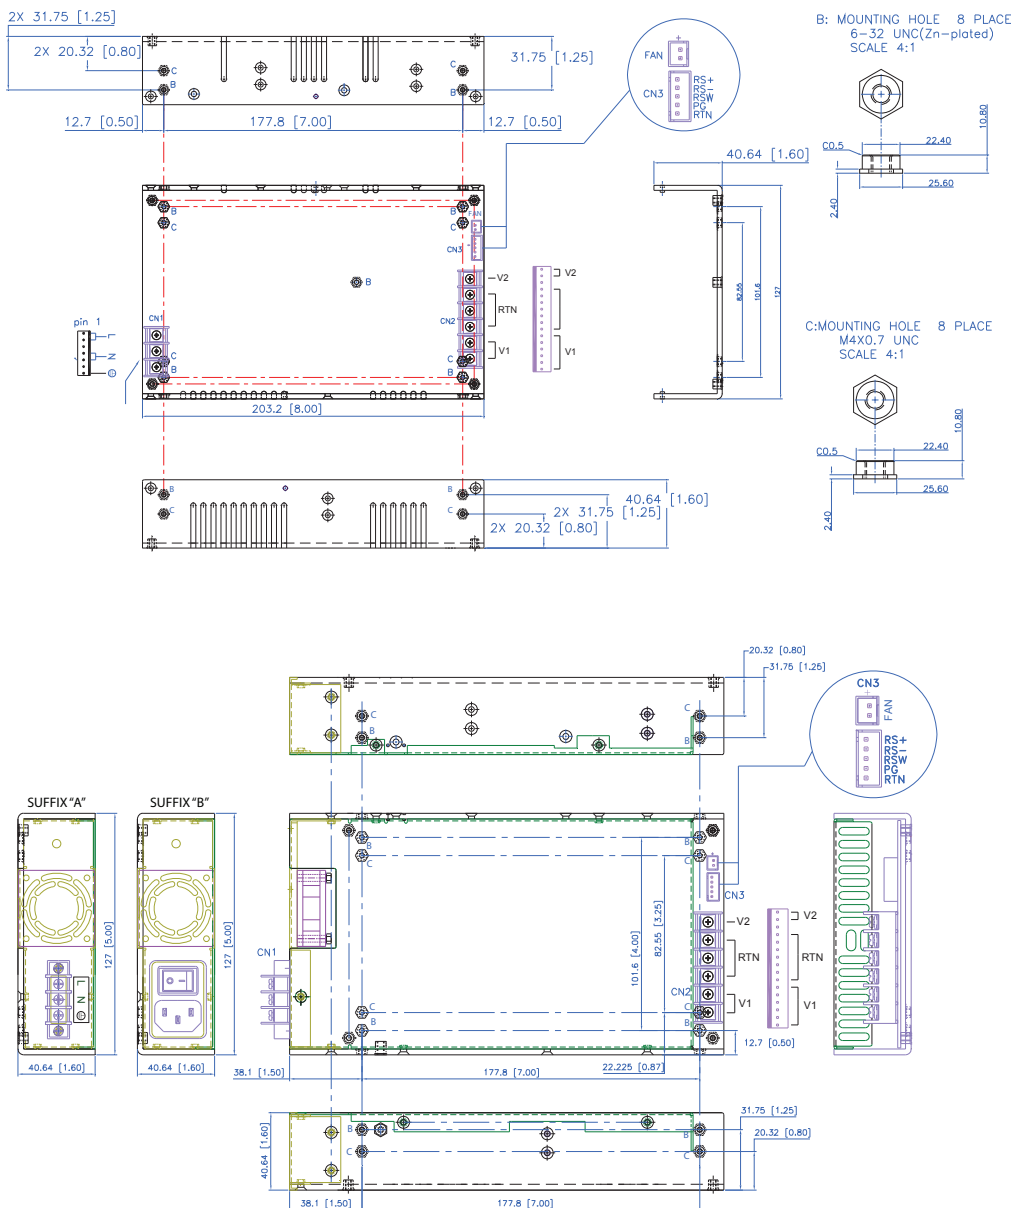 2X 31.75 [1.25]
2X 20.32 [0.80]
C
B
C
B
31.75 [1.25]
12.7 [0.50]
177.8 [7.00]
12.7 [0.50]
FAN
+
CN3
RS+
RS-
RSW
PG
RTN
B: MOUNTING HOLE 8 PLACE
6-32 UNC(Zn-plated)
SCALE 4:1
C0.5
22.40
10.80
25.60
2.40
40.64 [1.60]
B
C
B
C
FAN
CN3
B
V2
RTN
CN2
V1
V2
V1
CN1
pin 1
L
N
C
B
C
B
82.55
101.6
127
203.2 [8.00]
C:MOUNTING HOLE 8 PLACE
M4X0.7 UNC
SCALE 4:1
C0.5
22.40
10.80
25.60
2.40
B
C
B
C
40.64 [1.60]
2X 31.75 [1.25]
2X 20.32 [0.80]
20.32 [0.80]
31.75 [1.25]
C
B
C
B
CN3
+
FAN
RS+
RS-
RSW
PG
RTN
SUFFIX "A"
SUFFIX "B"
127 [5.00]
127 [5.00]
L N
40.64 [1.60]
40.64 [1.60]
B
C
B
C
CN3
CN1
101.6 [4.00]
82.55 [3.25]
V2
RTN
CN2
V1
V2
RTN
V1
C
B
C
B
12.7 [0.50]
38.1 [1.50]
177.8 [7.00]
22.225 [0.87]
40.64 [1.60]
B
C
B
C
31.75 [1.25]
20.32 [0.80]
38.1 [1.50]
177.8 [7.00]